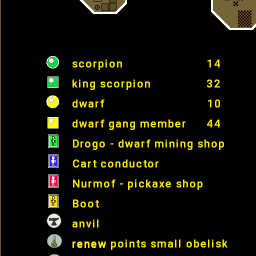 scorpion 14
king scorpion 32
dwarf 10
dwarf gang member 44
Drogo - dwarf mining shop
Cart conductor
Nurmof - pickaxe shop
Boot
anvil
renew points small obelisk